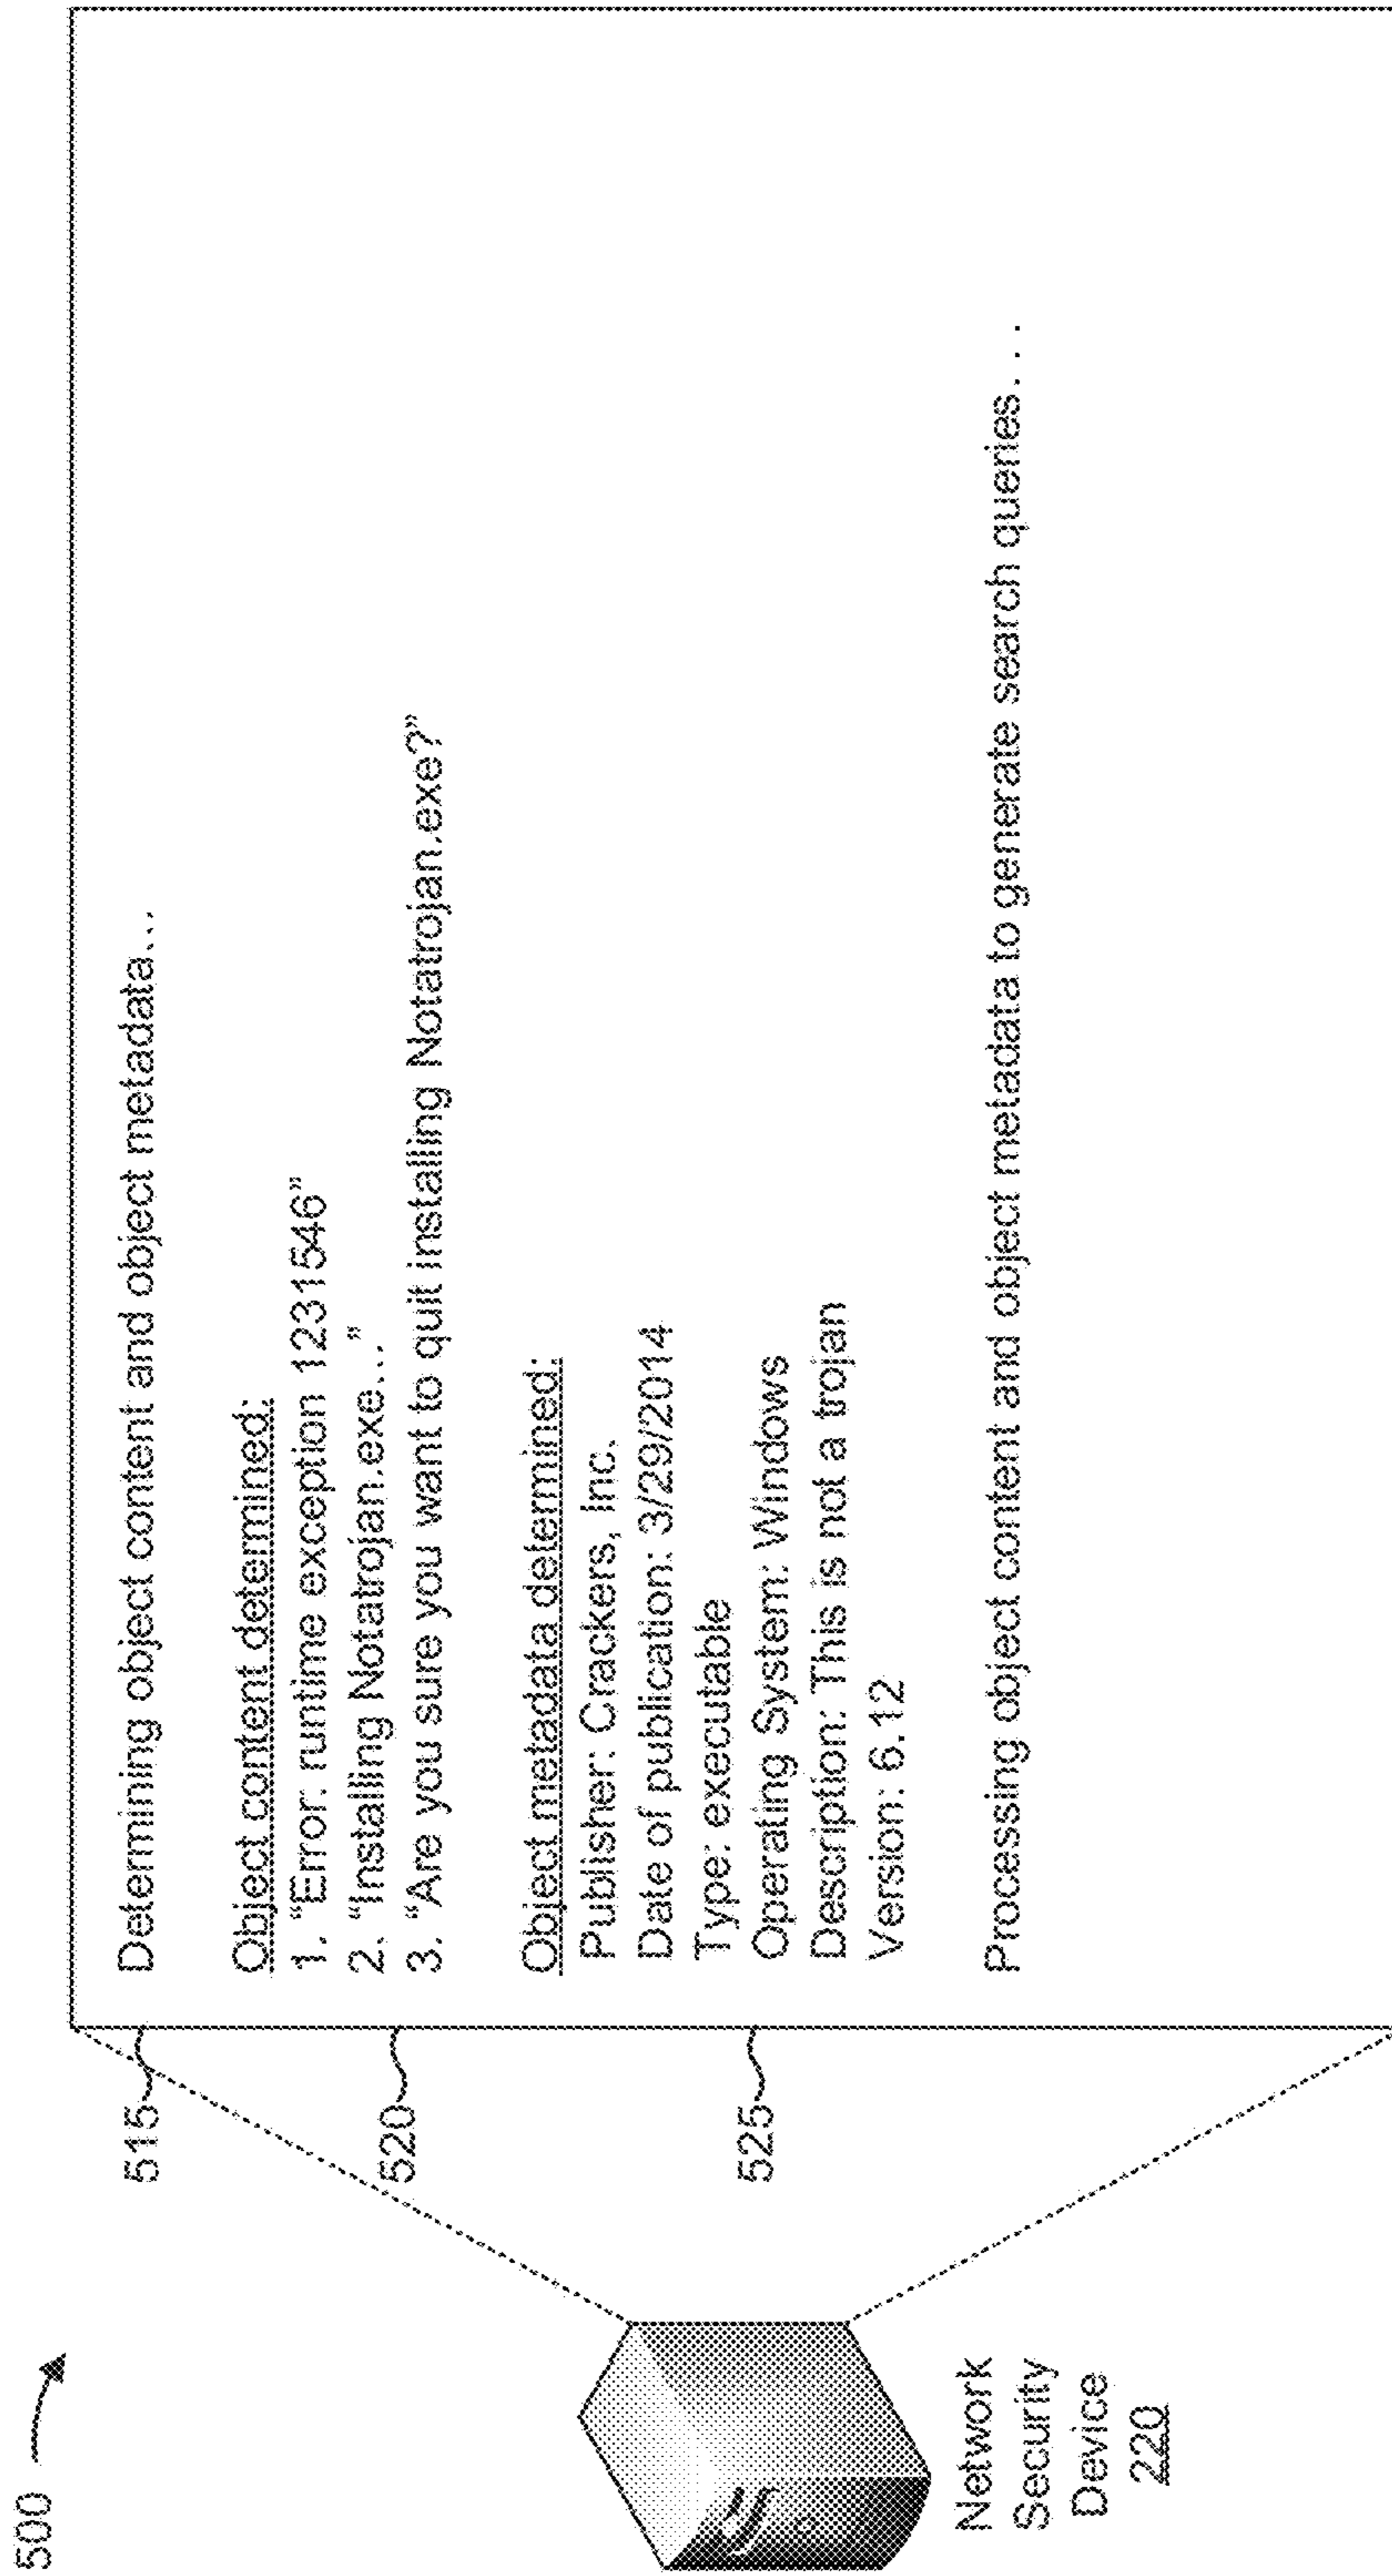 500
515
Determining object content and object metadata...
Object content determined:
1. “Error: runtime exception 1231546”
520
2. “Installing Notatrojan.exe...”
3. “Are you sure you want to quit installing Notatrojan.exe?”
Object metadata determined:
Publisher: Crackers, Inc.
Date of publication: 3/29/2014
Type: executable
525
Operating System: Windows
Description: This is not a trojan
Version: 6.12
Processing object content and object metadata to generate search queries. . .
Network
Security
Device
220